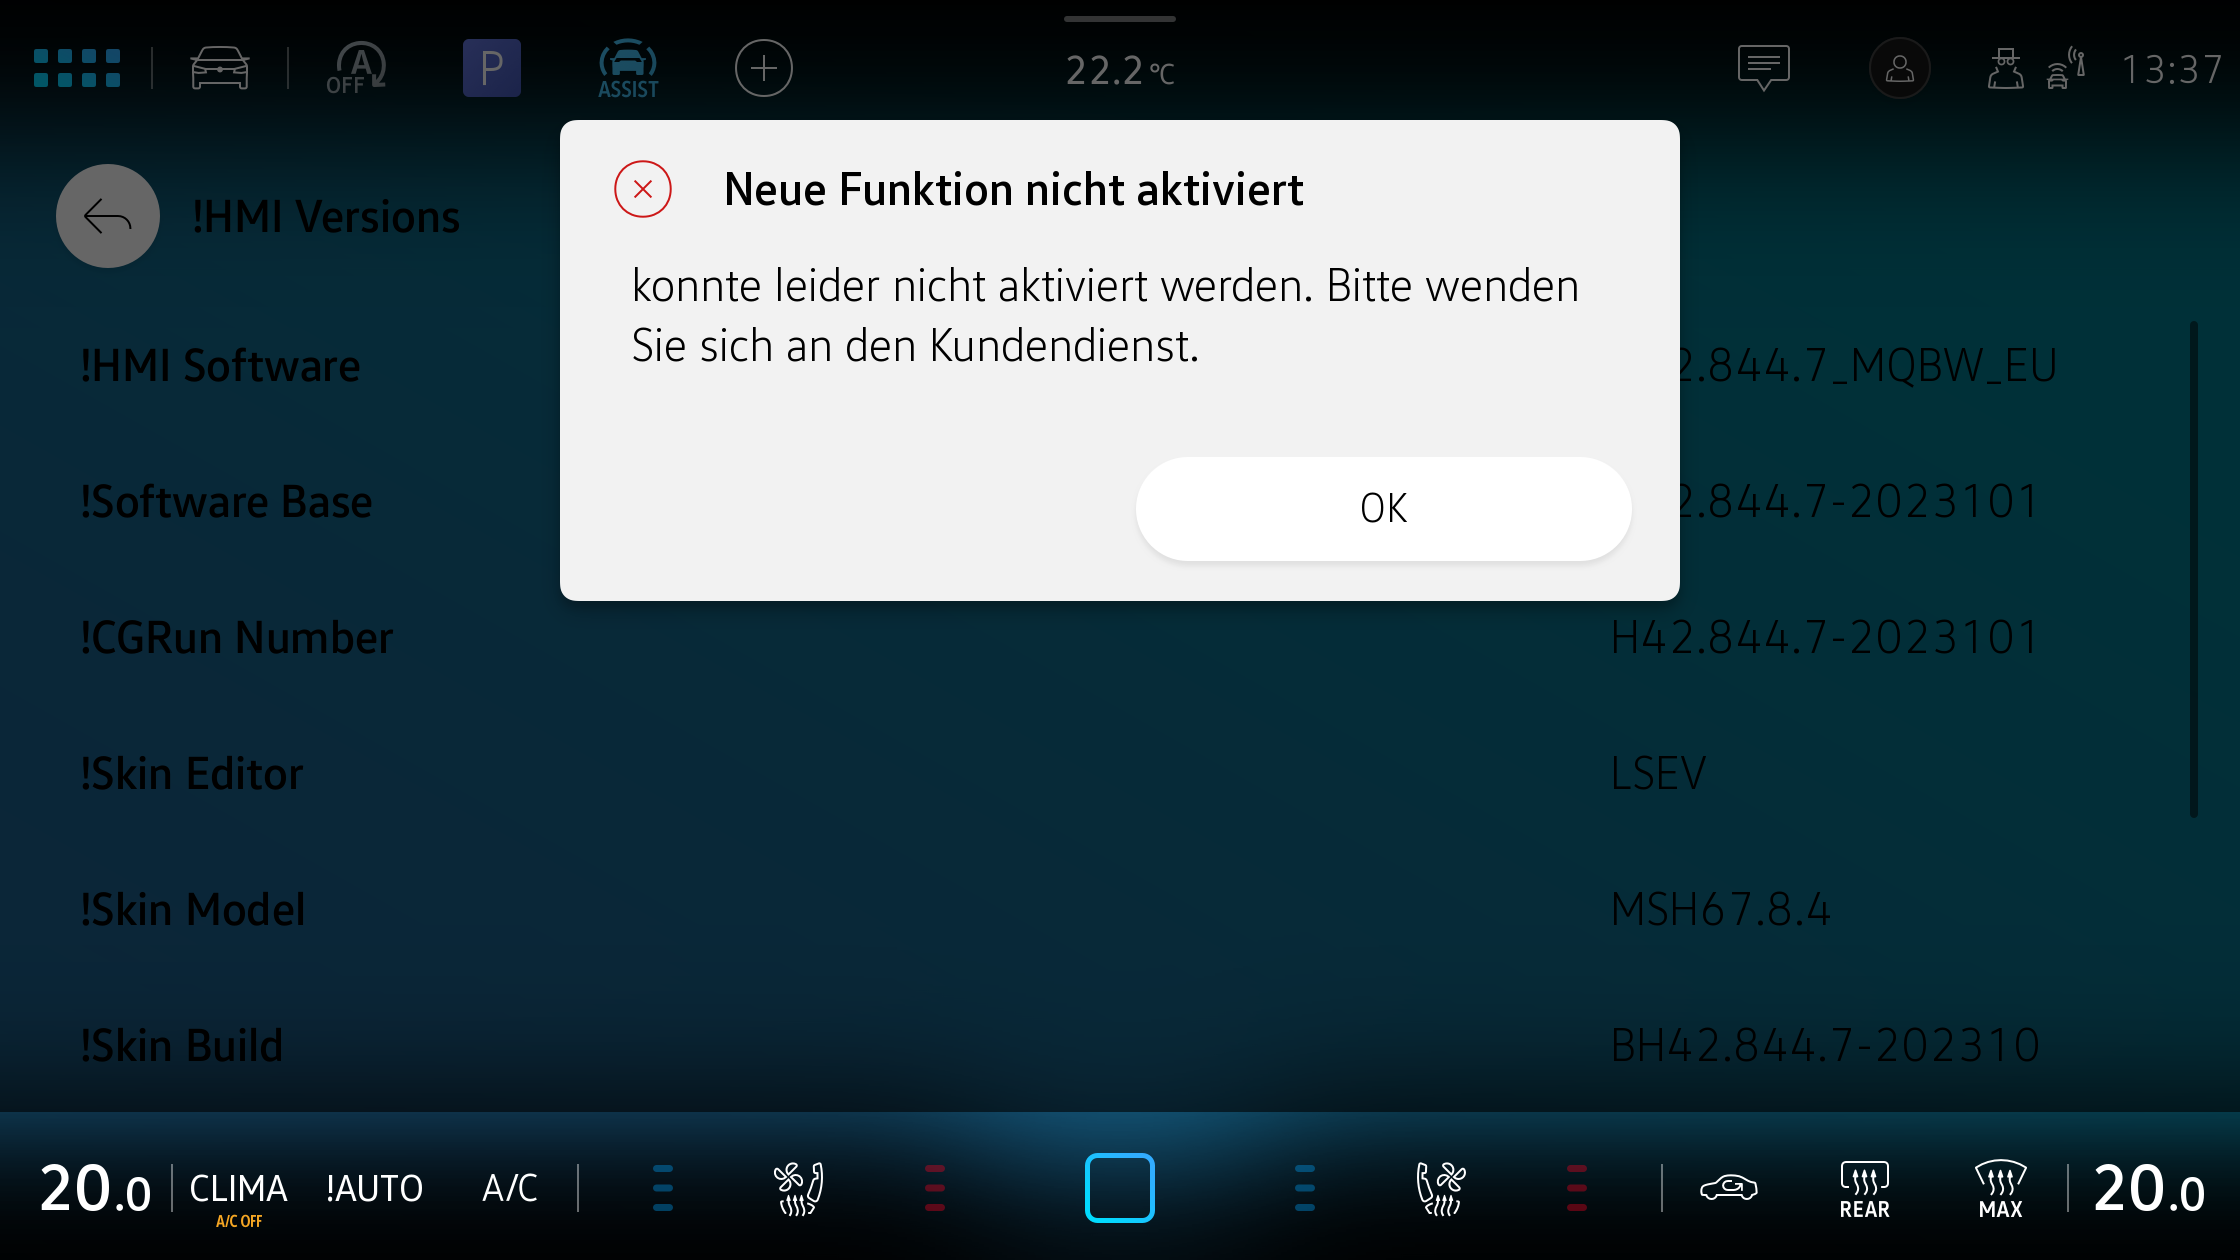 A
OFF
P
ASSIST
22.2 °C
13:37
!HMI Versions
Neue Funktion nicht aktiviert
konnte leider nicht aktiviert werden. Bitte wenden
Sie sich an den Kundendienst.
OK
!HMI Software
2.844.7_MQBW_EU
!Software Base
2.844.7-2023101
!CGRun Number
H42.844.7-2023101
!Skin Editor
LSEV
!Skin Model
MSH67.8.4
!Skin Build
BH42.844.7-202310
20.0
CLIMA
A/C OFF
!AUTO
A/C
REAR
MAX
20.0